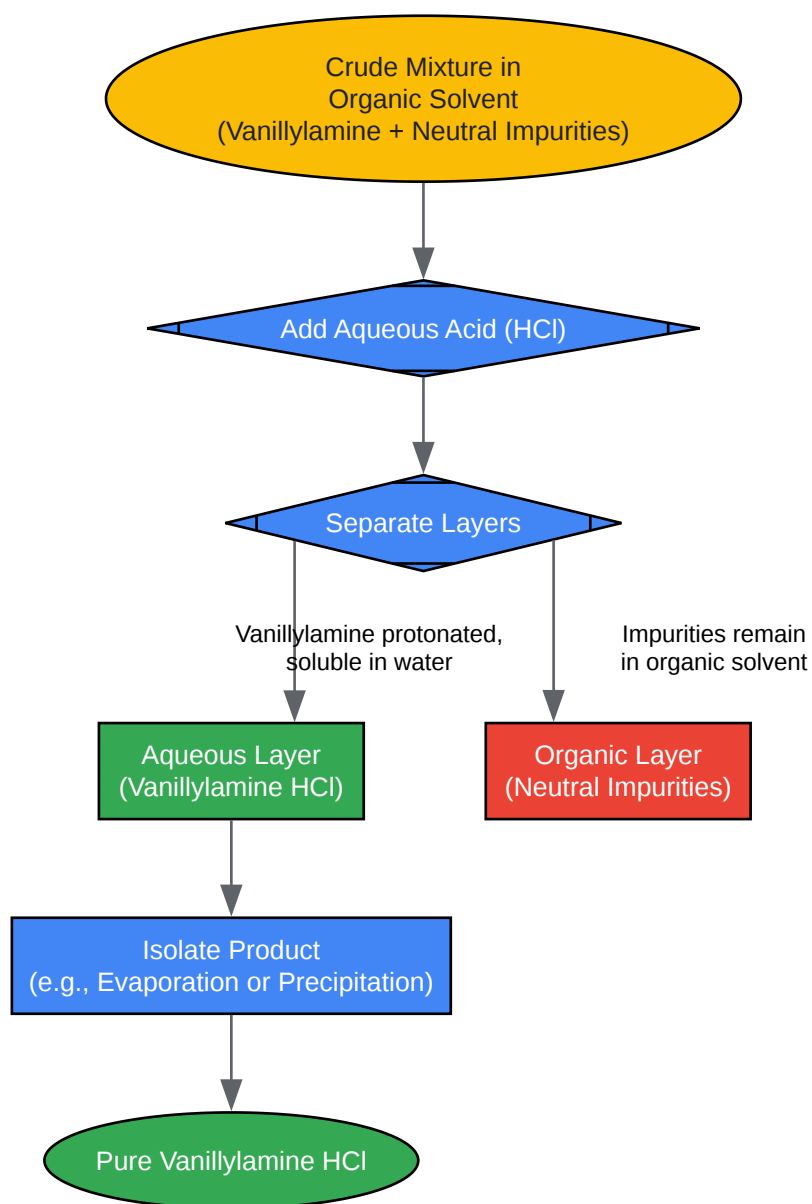 Crude Mixture in
Organic Solvent
(Vanillylamine + Neutral Impurities)
Add Aqueous Acid (HCl)
Separate Layers
Vanillylamine protonated,
soluble in water
Impurities remain
in organic solvent
Aqueous Layer
(Vanillylamine HCl)
Organic Layer
(Neutral Impurities)
Isolate Product
(e.g., Evaporation or Precipitation)
Pure Vanillylamine HCl